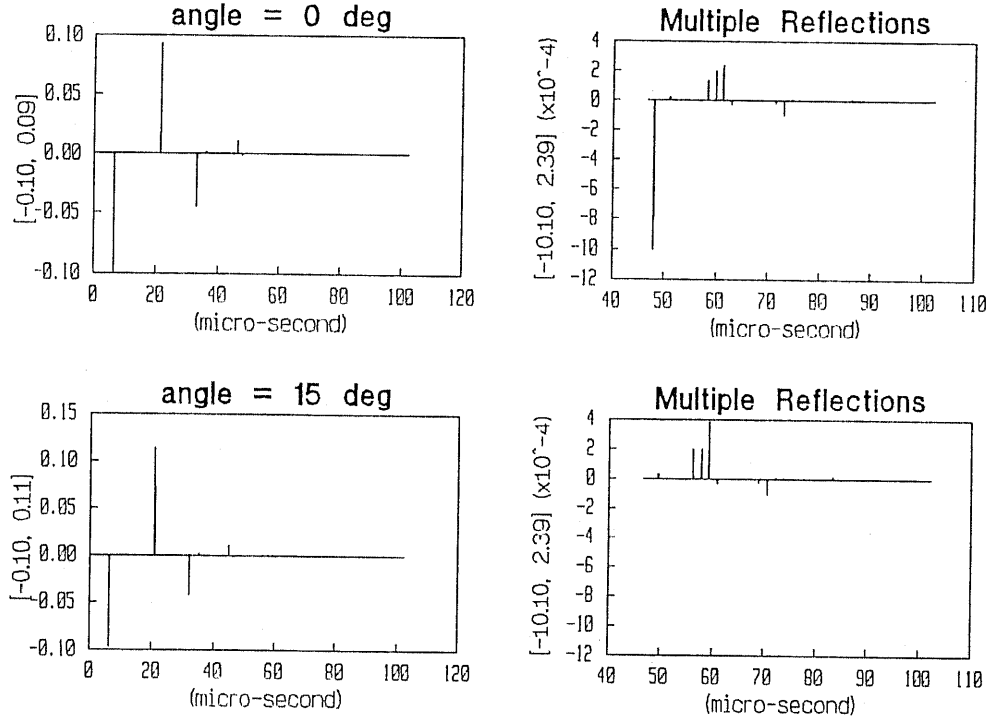 angle = 0 deg
0.10
0.05
0.00
-0.05
-0.10
[-0.10, 0.09]
0 20 40 60 80 100 120
(micro-second)
Multiple Reflections
4
2
0
-2
-4
-6
-8
-10
-12
[-10.10, 2.39] (x10^-4)
40 50 60 70 80 90 100 110
(micro-second)
angle = 15 deg
0.15
0.10
0.05
0.00
-0.05
-0.10
[-0.10, 0.11]
0 20 40 60 80 100 120
(micro-second)
Multiple Reflections
4
2
0
-2
-4
-6
-8
-10
-12
[-10.10, 2.39] (x10^-4)
40 50 60 70 80 90 100 110
(micro-second)